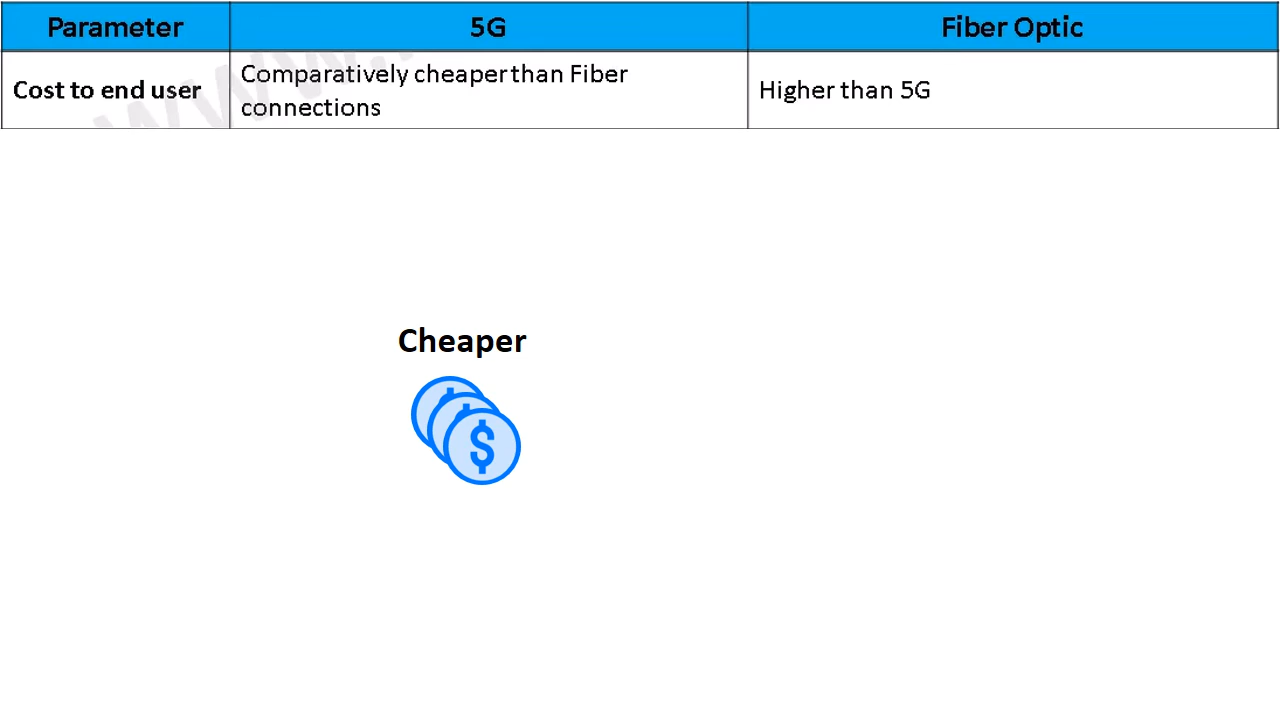 Parameter 5G Fiber Optic
Cost to end user
Comparatively cheaper than Fiber
connections
Higher than 5G
Cheaper
$